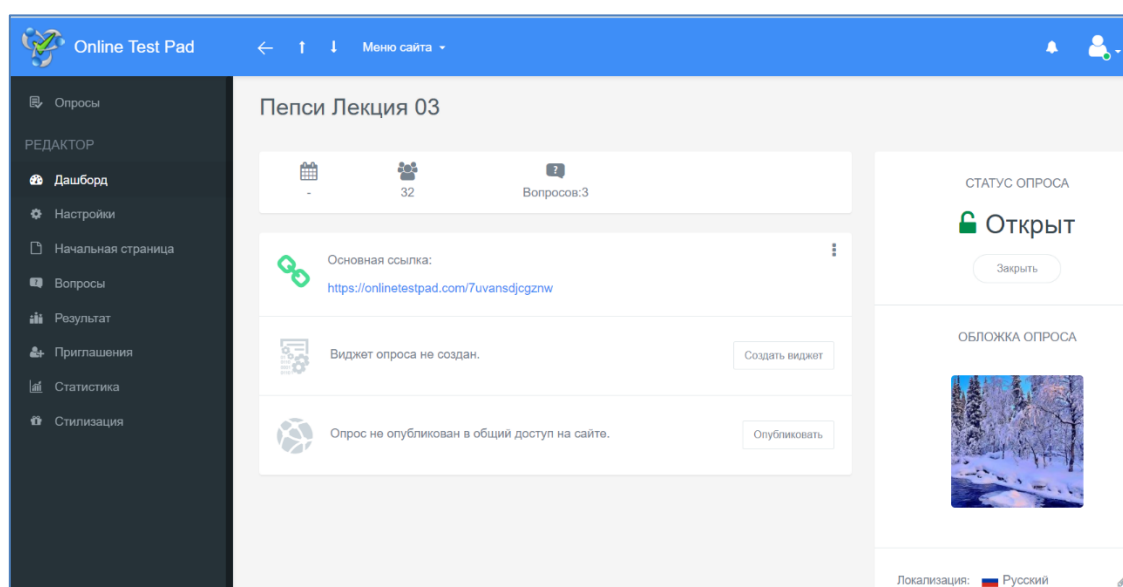 Online Test Pad
Меню сайта
Опросы
РЕДАКТОР
Дашборд
Настройки
Начальная страница
Вопросы
Результат
Приглашения
Статистика
Стилизация
Пепси Лекция 03
-
32
Вопросов:3
Основная ссылка:
https://onlinetestpad.com/7uvansdjcgznw
Виджет опроса не создан.
Создать виджет
Опрос не опубликован в общий доступ на сайте.
Опубликовать
СТАТУС ОПРОСА
Открыт
Закрыть
ОБЛОЖКА ОПРОСА
Локализация: Русский